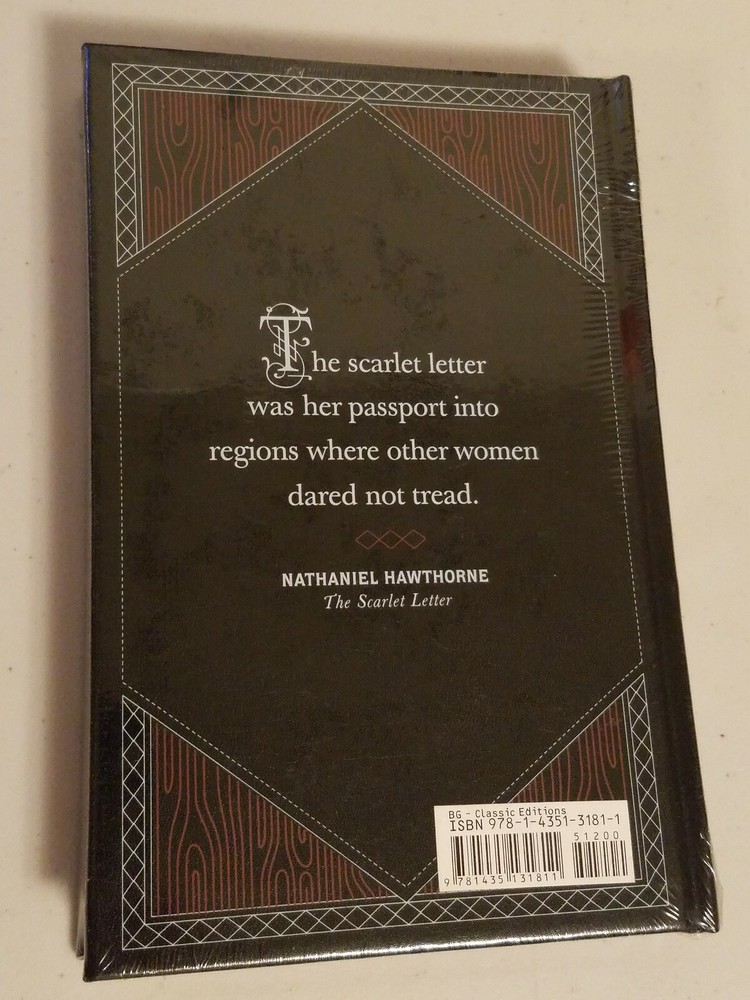 The scarlet letter
was her passport into
regions where other women
dared not tread.
NATHANIEL HAWTHORNE
The Scarlet Letter
BG - Classic Editions
ISBN 978-1-4351-3181-1
51200
9 781435 131811